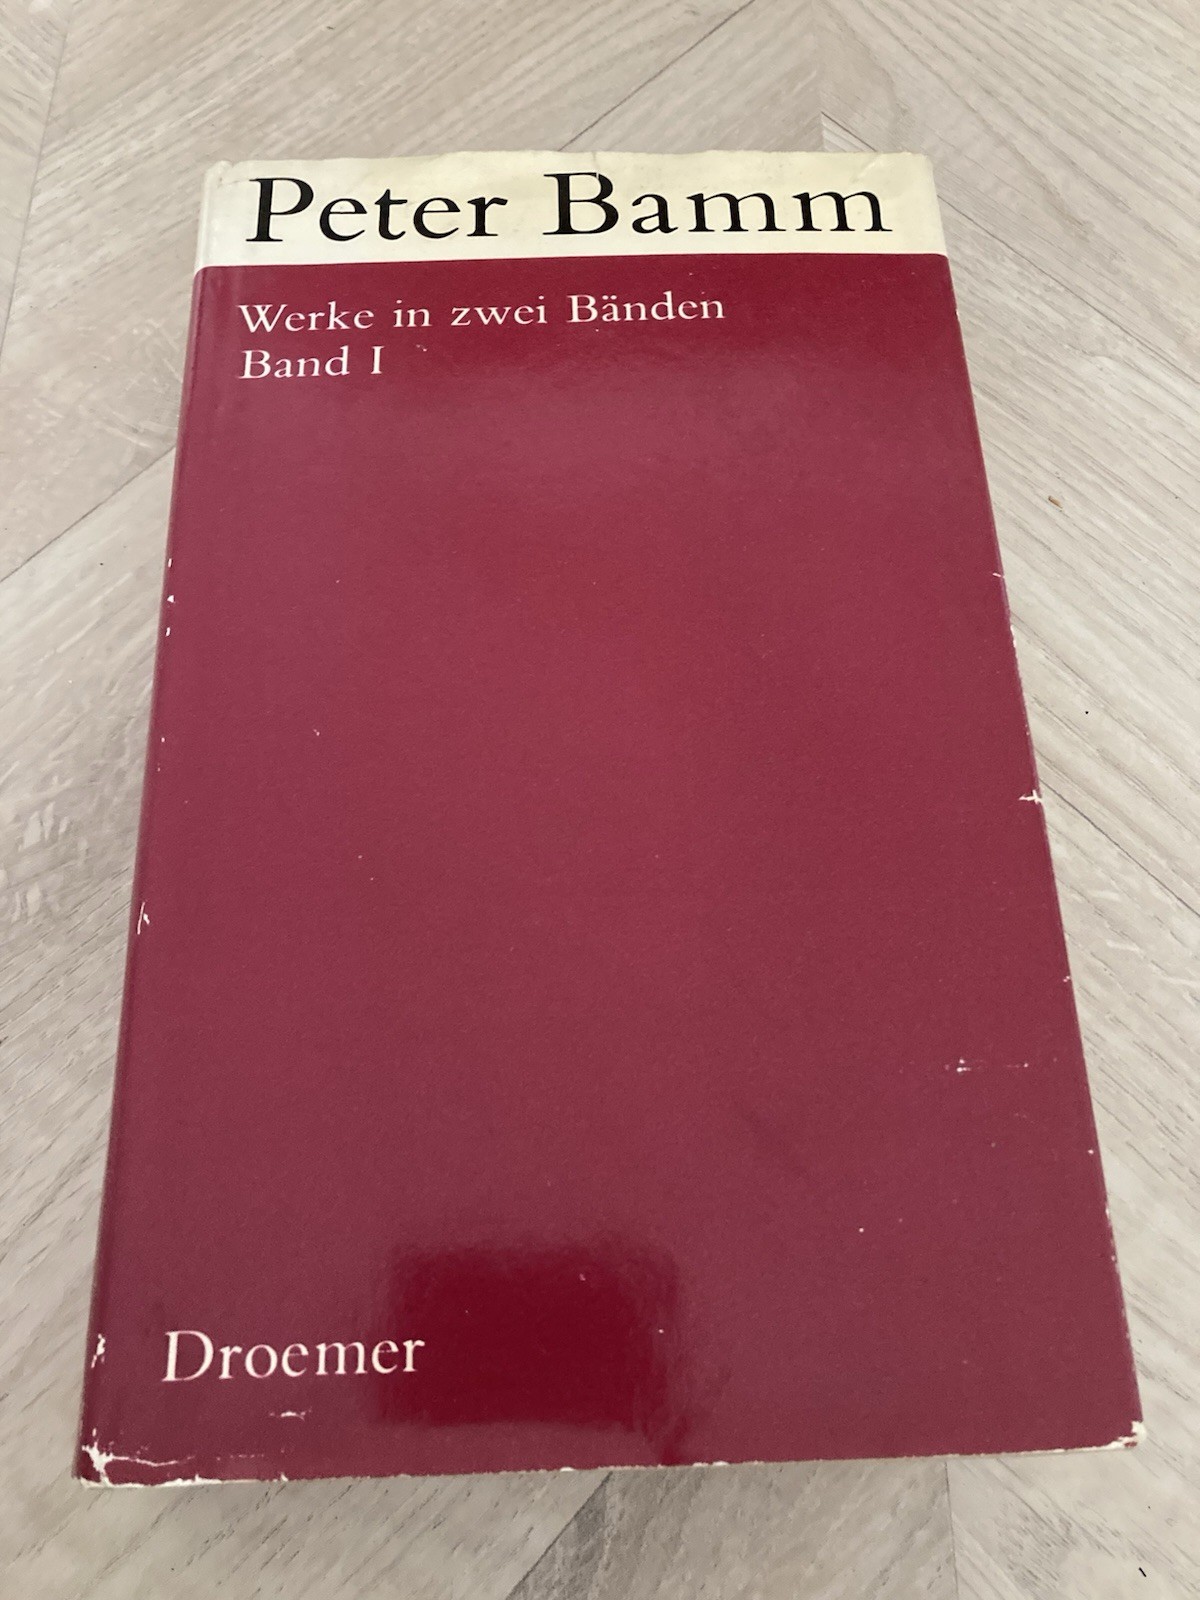 Peter Bamm
Werke in zwei Bänden
Band I
Droemer